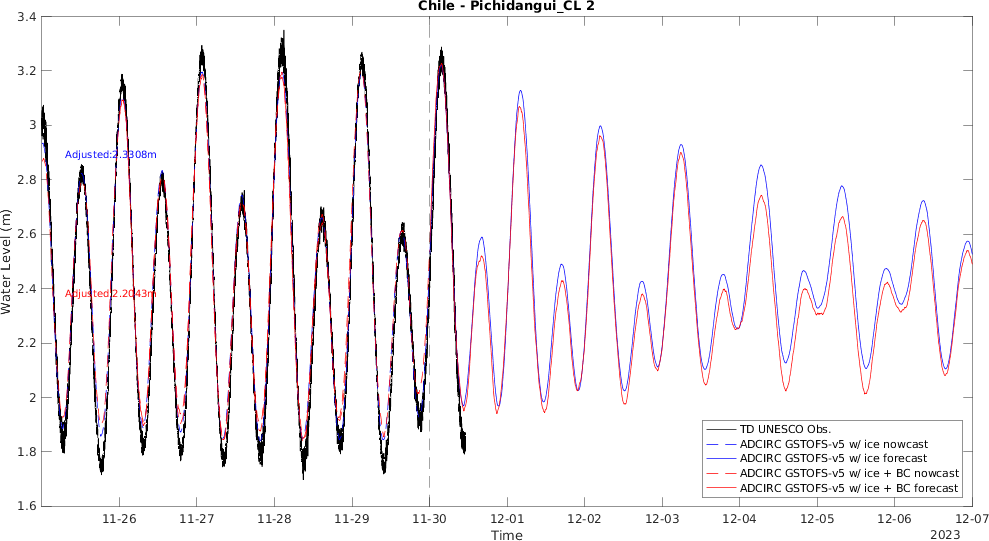 Chile - Pichidangui_CL 2
3.4
3.2
3
2.8
2.6
2.4
2.2
2
1.8
1.6
Water Level (m)
Adjusted:2.3308m
Adjusted:2.2043m
TD UNESCO Obs.
ADCIRC GSTOFS-v5 w/ ice nowcast
ADCIRC GSTOFS-v5 w/ ice forecast
ADCIRC GSTOFS-v5 w/ ice + BC nowcast
ADCIRC GSTOFS-v5 w/ ice + BC forecast
11-26 11-27 11-28 11-29 11-30 12-01 12-02 12-03 12-04 12-05 12-06 12-07
Time
2023